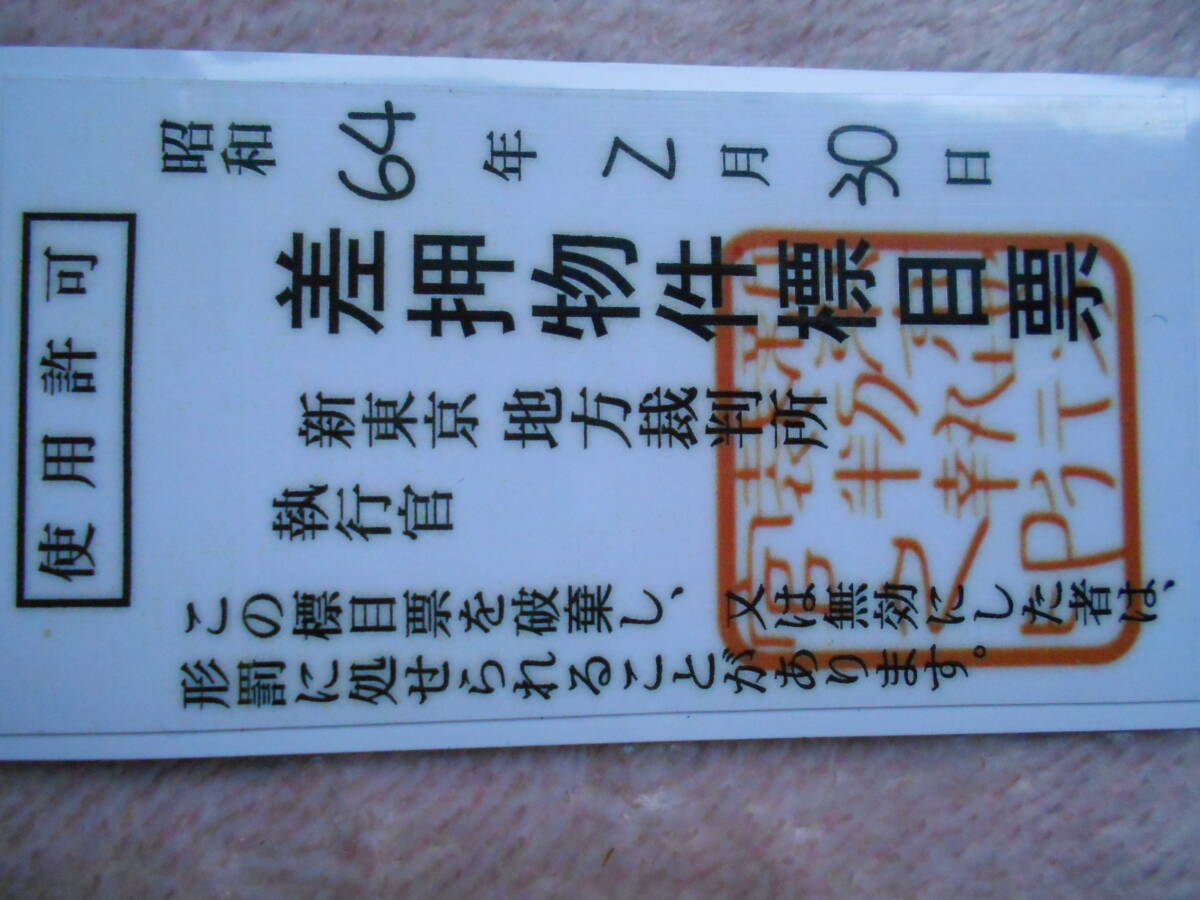 使用許可
昭和64年7月30日
差押物件標目票
新東京地方裁判所
執行官
この標目票を破棄し、又は無効にした者は、
形罰に処せられることがあります。